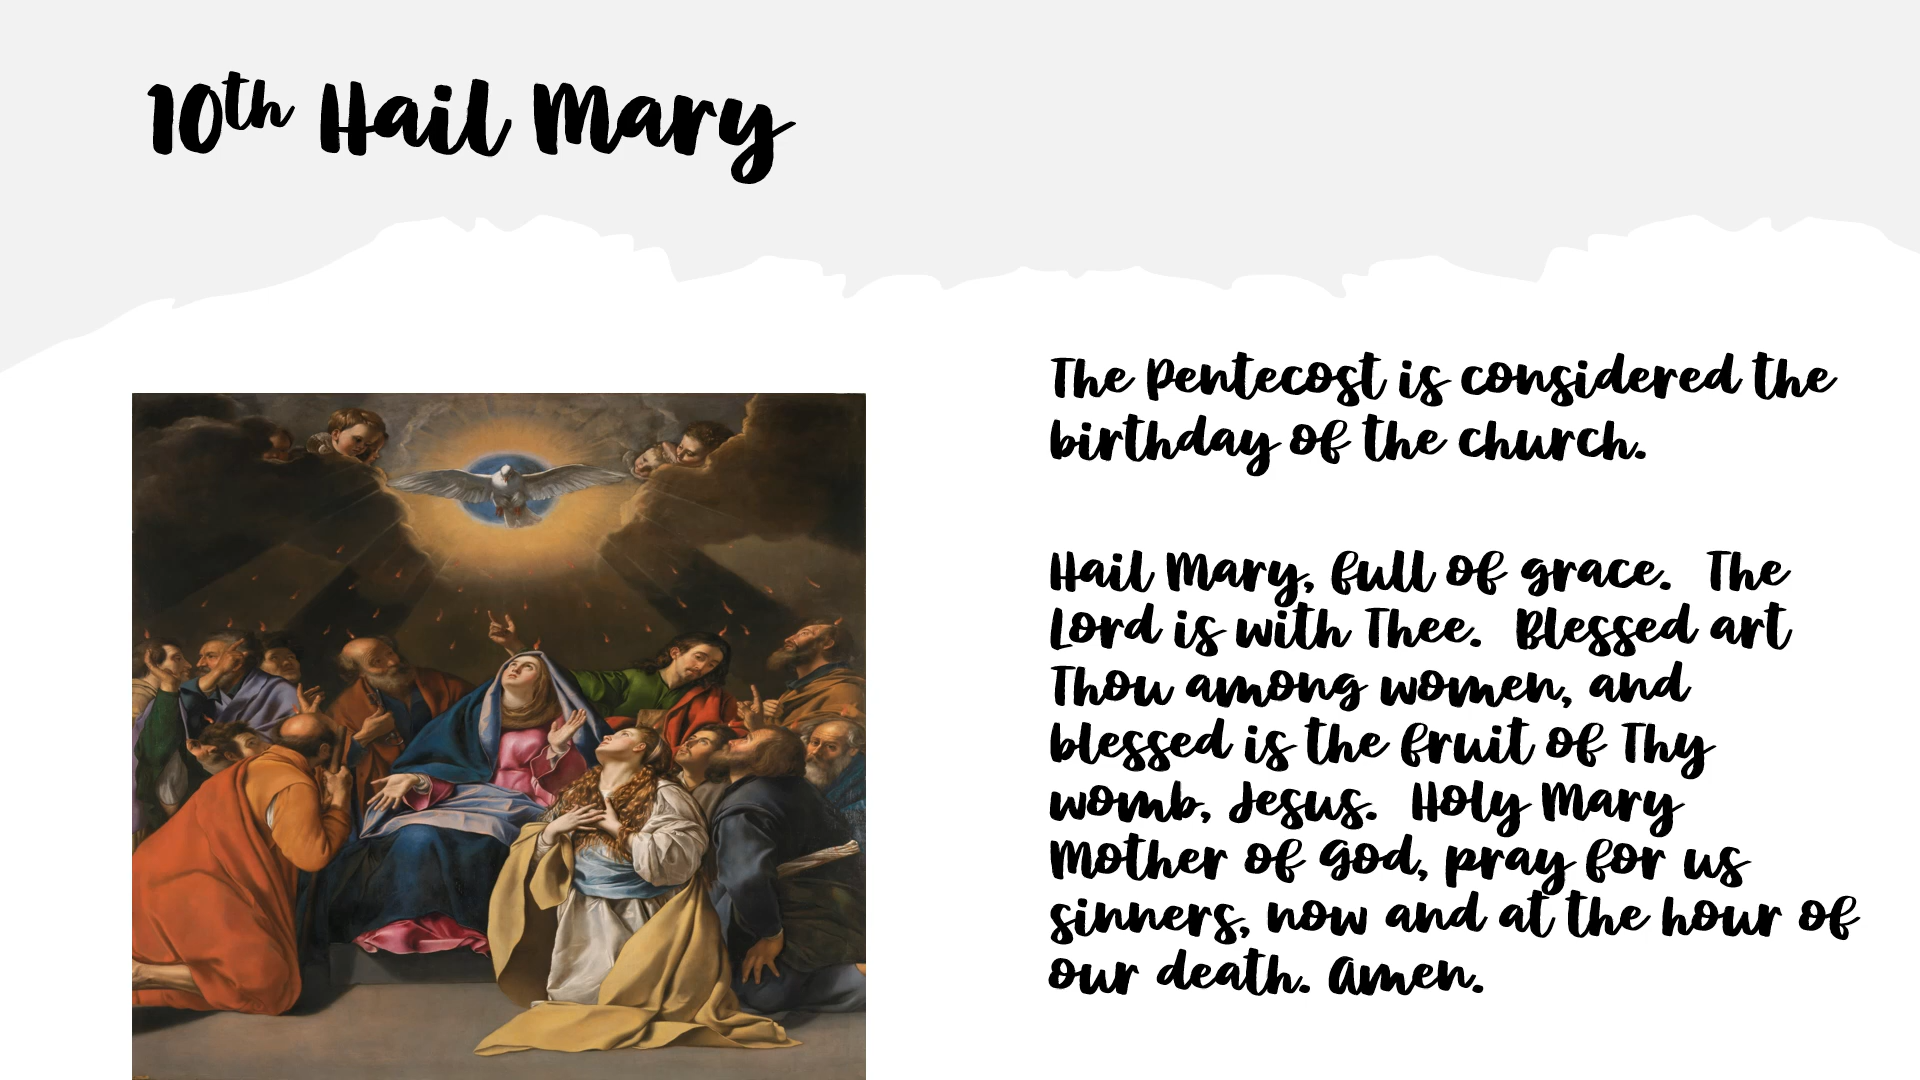 10th Hail Mary
The Pentecost is considered the
birthday of the church.
Hail Mary, full of grace.  The
Lord is with Thee.  Blessed art
Thou among women, and
blessed is the fruit of Thy
womb, Jesus.  Holy Mary
Mother of God, pray for us
sinners, now and at the hour of
our death. Amen.